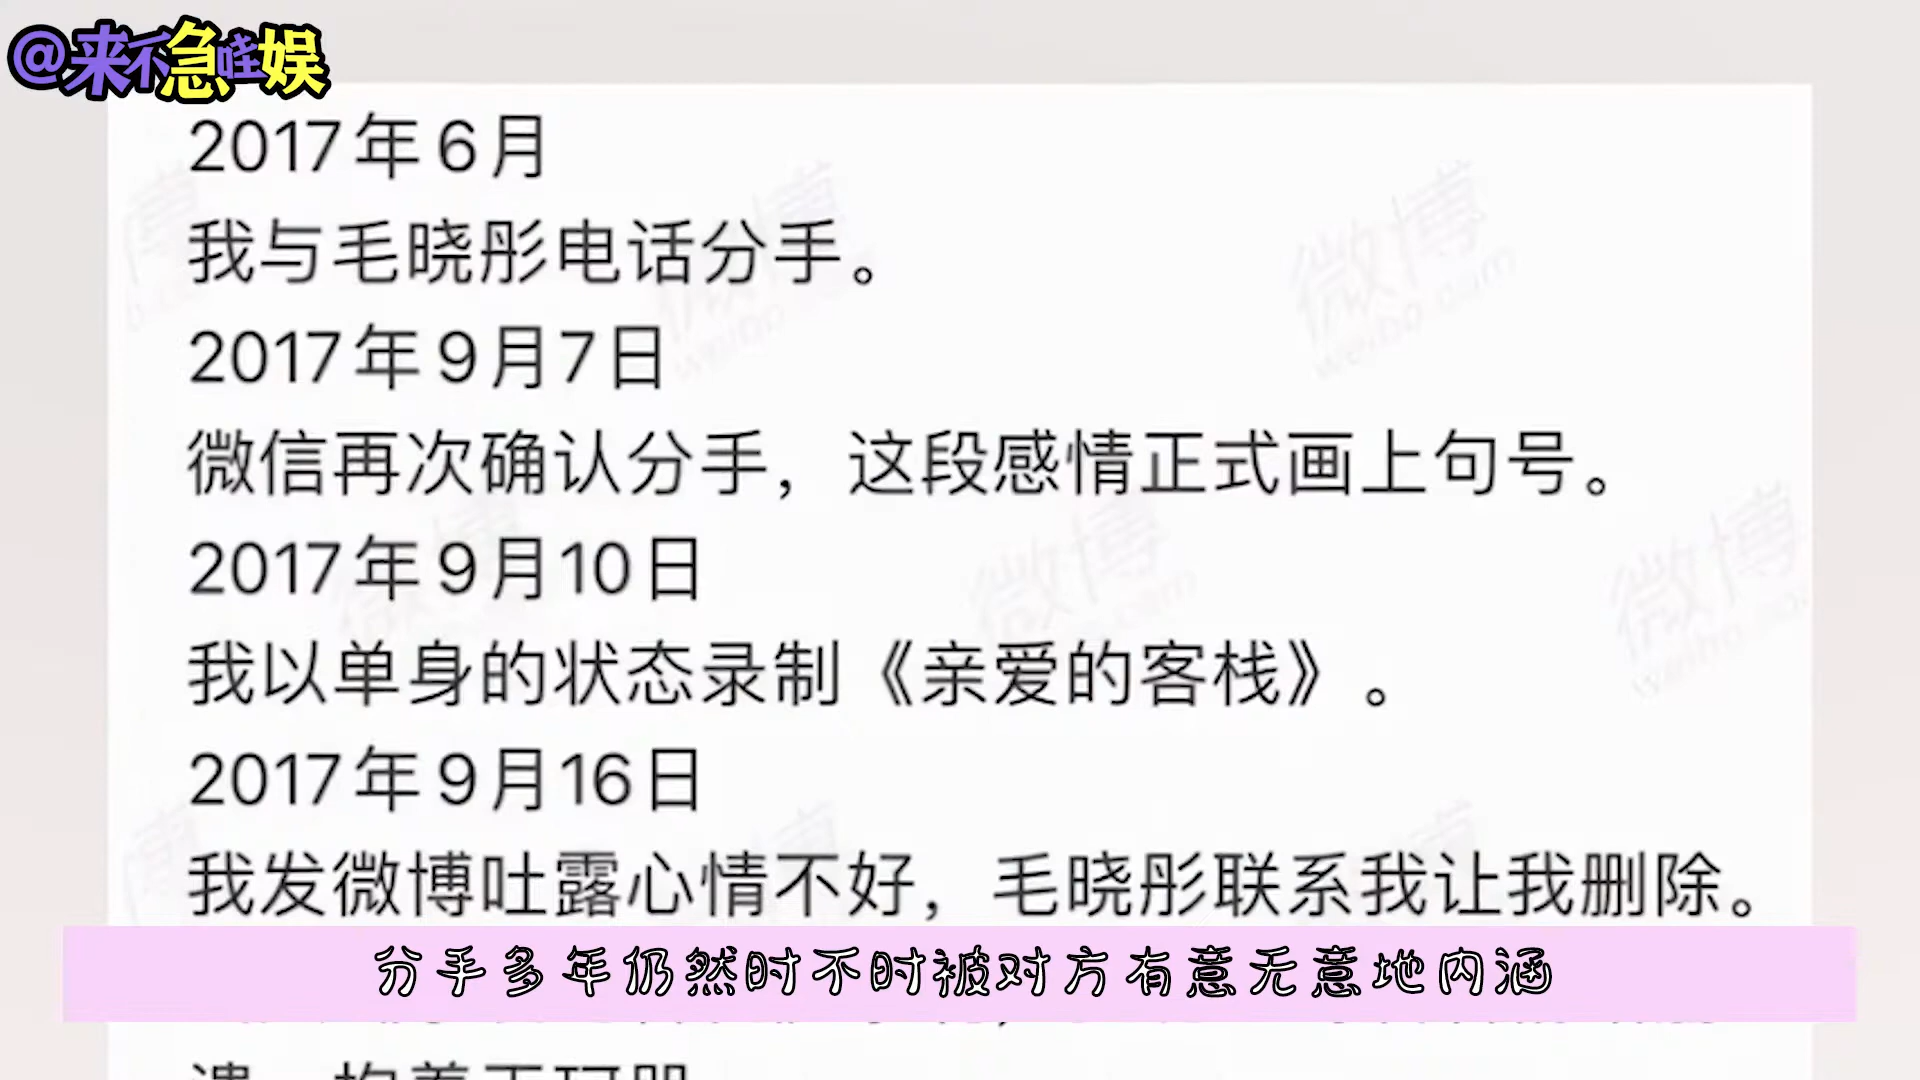 @来不急哇娱
2017年6月
我与毛晓彤电话分手。
2017年9月7日
微信再次确认分手，这段感情正式画上句号。
2017年9月10日
我以单身的状态录制《亲爱的客栈》。
2017年9月16日
我发微博吐露心情不好，毛晓彤联系我让我删除。
分手多年仍然时不时被对方有意无意地内涵